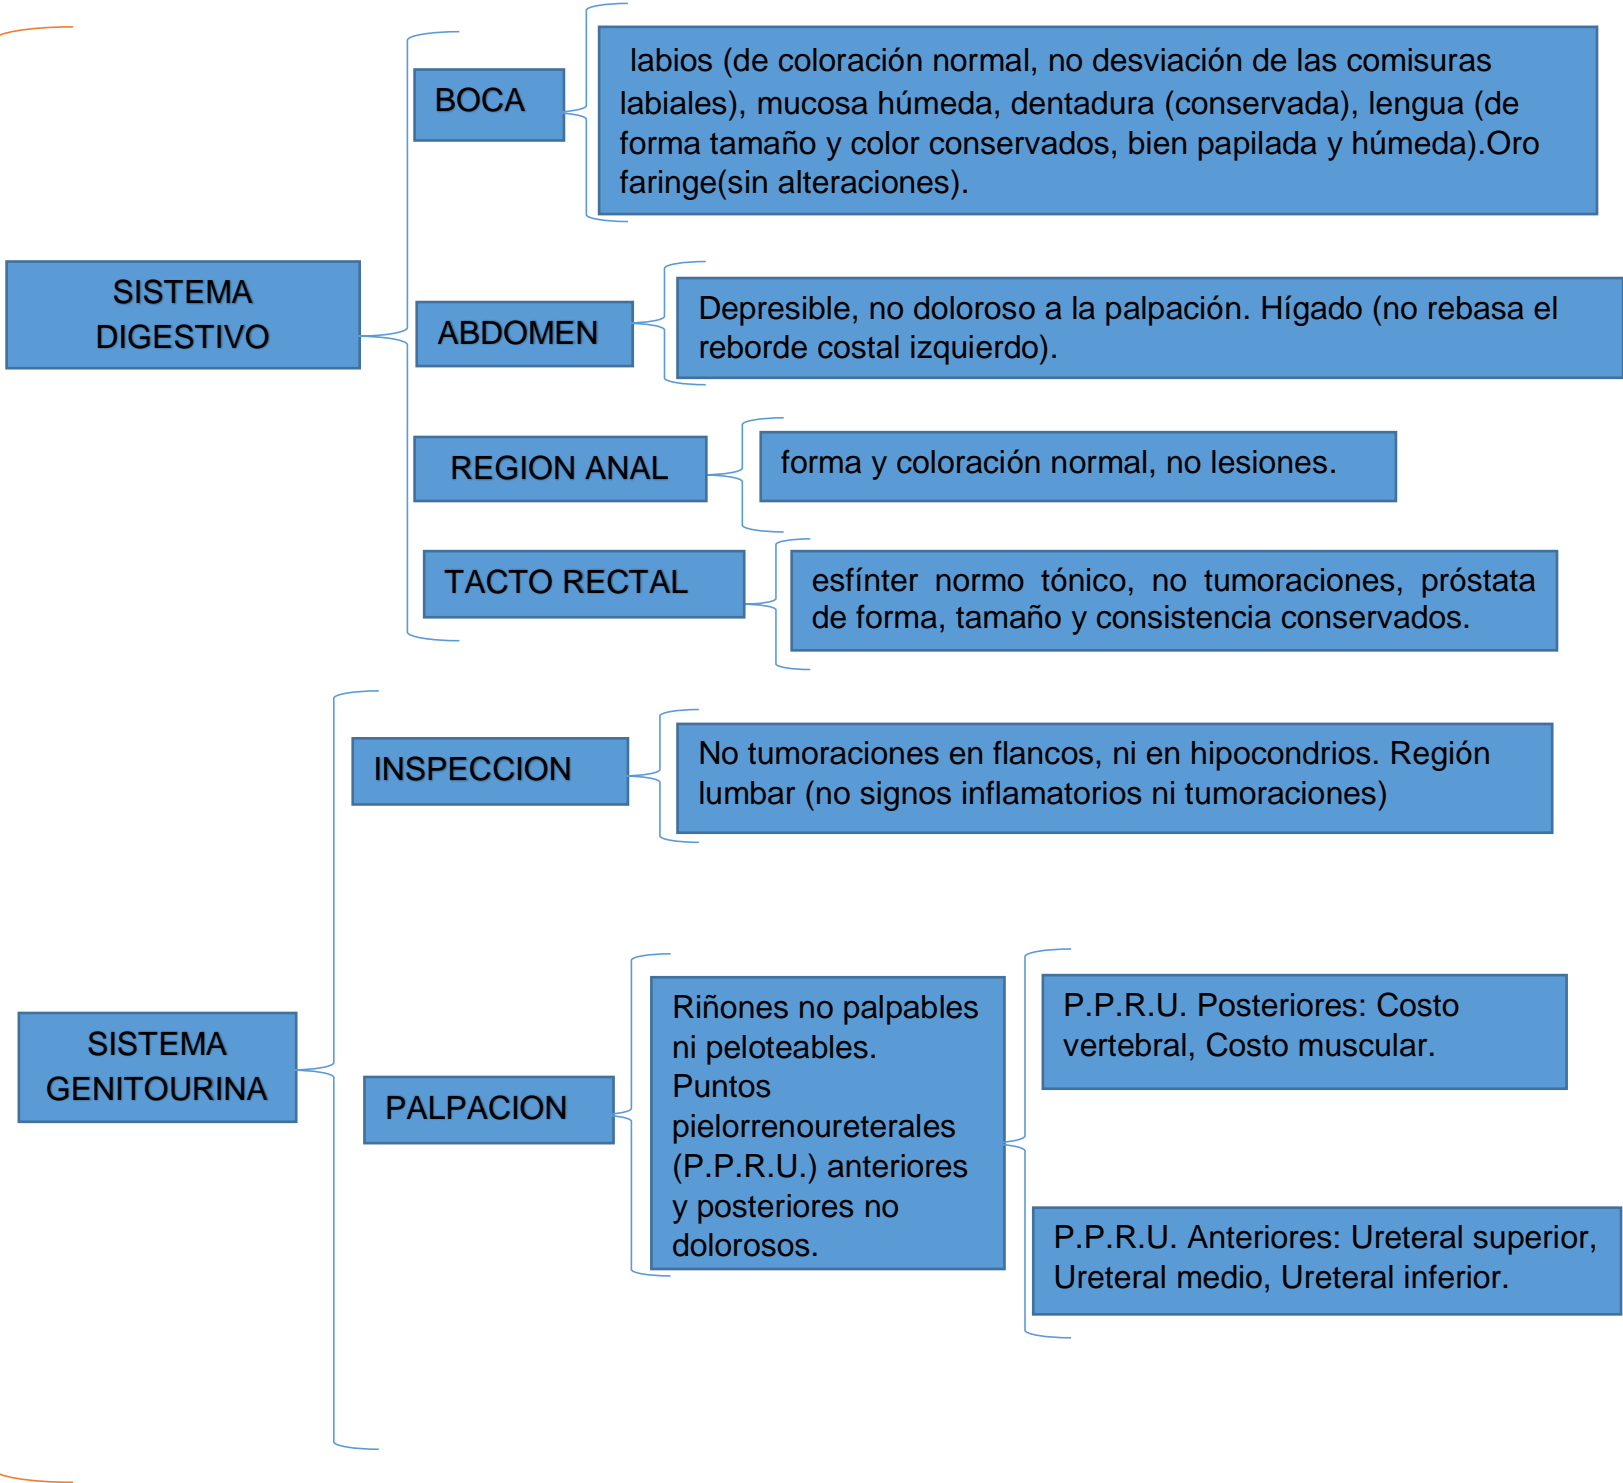 BOCA
labios (de coloración normal, no desviación de las comisuras
labiales), mucosa húmeda, dentadura (conservada), lengua (de
forma tamaño y color conservados, bien papilada y húmeda).Oro
faringe(sin alteraciones).
SISTEMA
DIGESTIVO
ABDOMEN
Depresible, no doloroso a la palpación. Hígado (no rebasa el
reborde costal izquierdo).
REGION ANAL
forma y coloración normal, no lesiones.
TACTO RECTAL
esfínter normo tónico, no tumoraciones, próstata
de forma, tamaño y consistencia conservados.
INSPECCION
No tumoraciones en flancos, ni en hipocondrios. Región
lumbar (no signos inflamatorios ni tumoraciones)
SISTEMA
GENITOURINA
PALPACION
Riñones no palpables
ni peloteables.
Puntos
pielorrenoureterales
(P.P.R.U.) anteriores
y posteriores no
dolorosos.
P.P.R.U. Posteriores: Costo
vertebral, Costo muscular.
P.P.R.U. Anteriores: Ureteral superior,
Ureteral medio, Ureteral inferior.